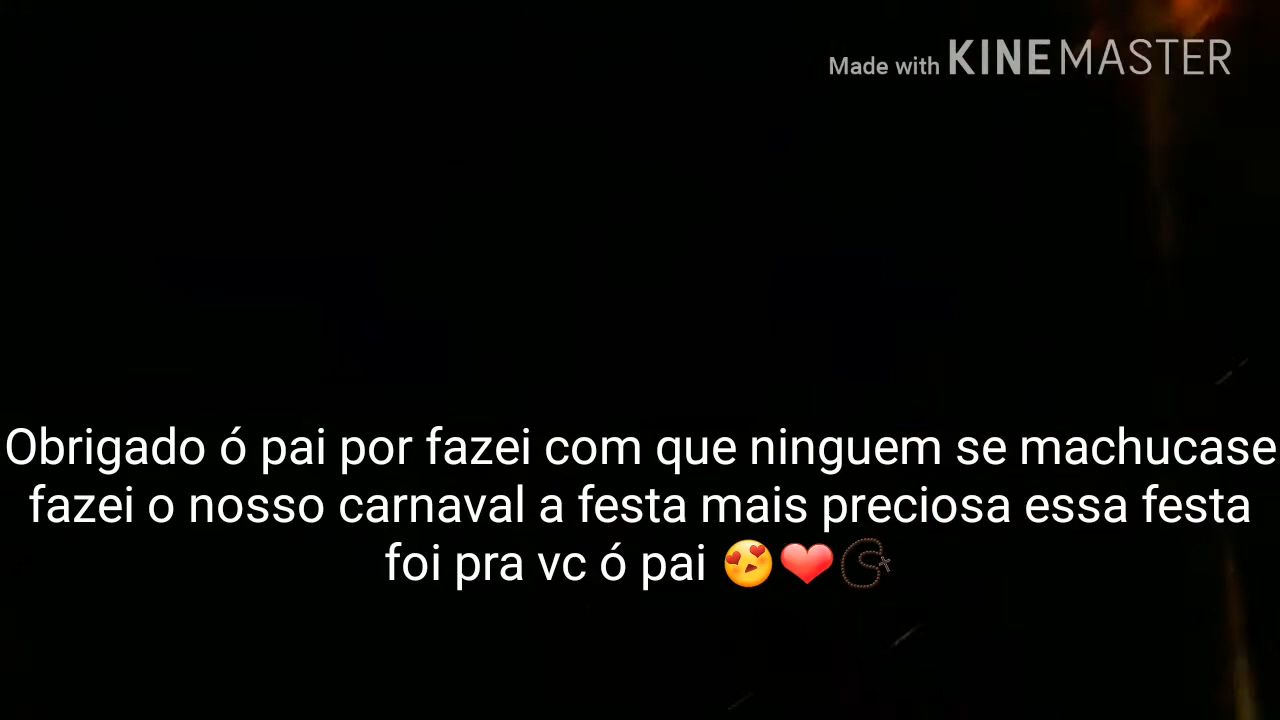 Made with KINEMASTER
Obrigado ó pai por fazei com que ninguem se machucase
fazei o nosso carnaval a festa mais preciosa essa festa
foi pra vc ó pai 😍❤📿